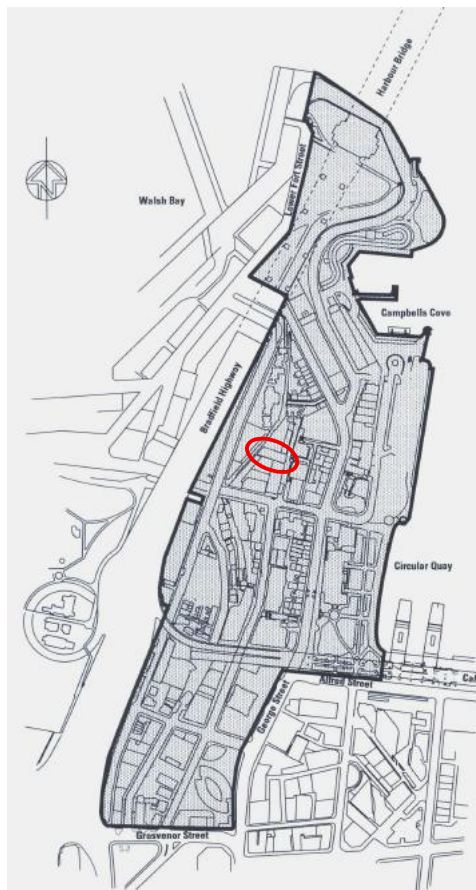 Harbour Bridge
Lower Fort Street
Walsh Bay
Campbells Cove
Bradfield Highway
Circular Quay
Alfred Street
George Street
Grosvenor Street